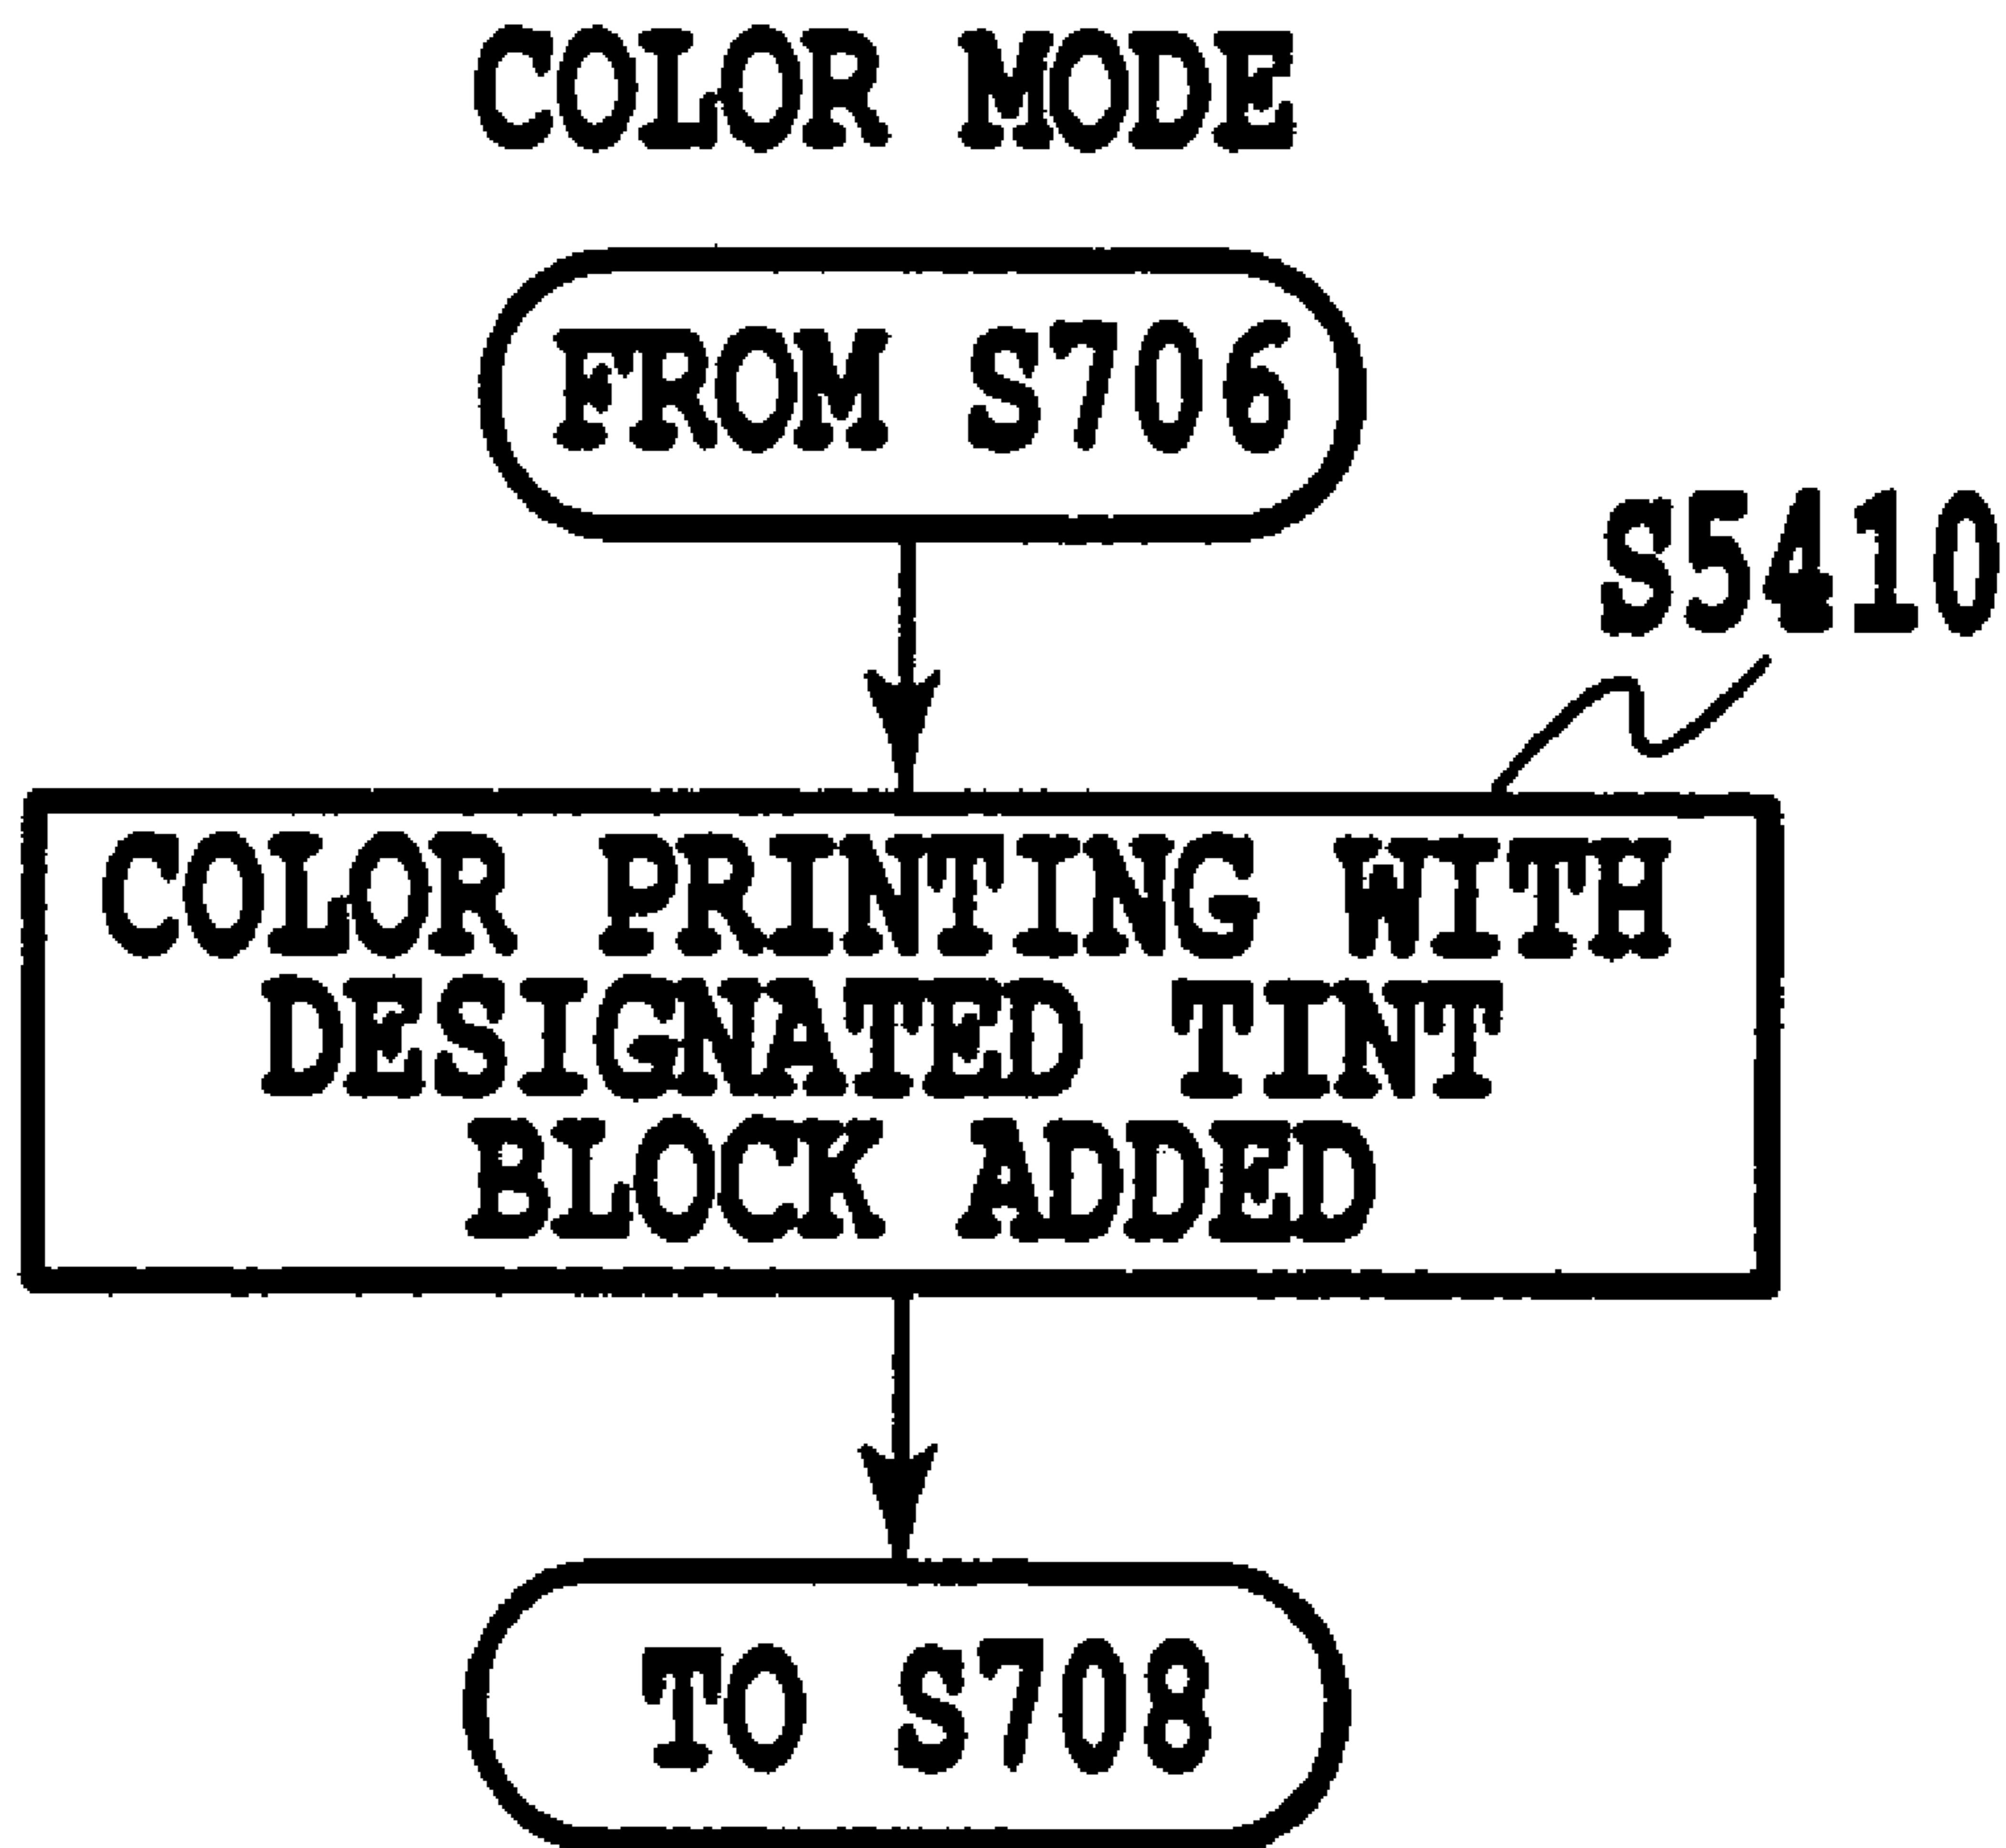 COLOR MODE
FROM S706
S5410
COLOR PRINTING WITH
DESIGNATED TINT
BLOCK ADDED
TO S708